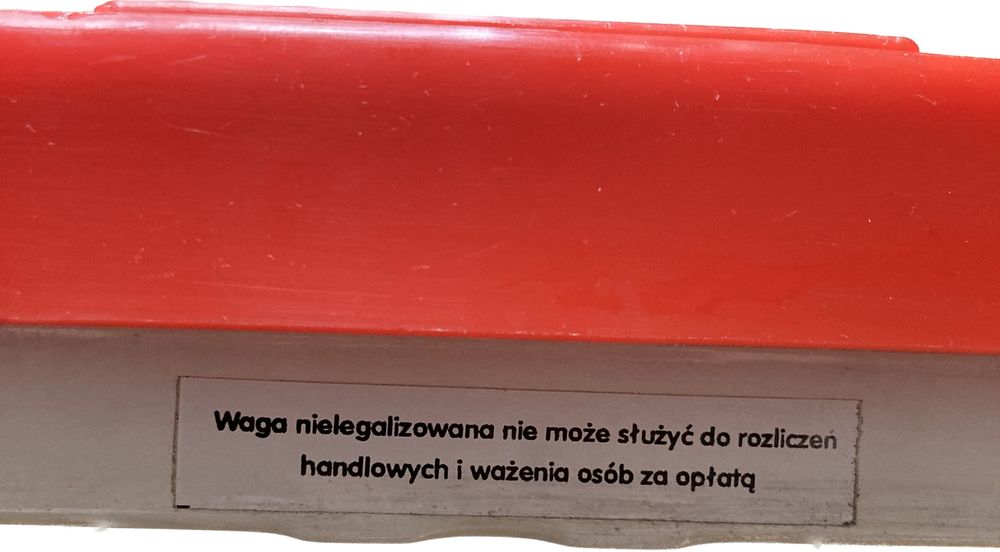 Waga nielegalizowana nie może służyć do rozliczeń
handlowych i ważenia osób za opłatą